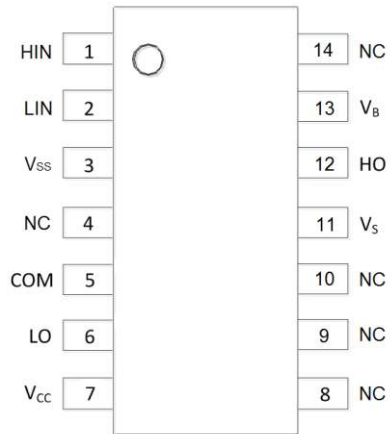 HIN 1 14 NC
LIN 2 13 VB
VSS 3 12 HO
NC 4 11 VS
COM 5 10 NC
LO 6 9 NC
VCC 7 8 NC